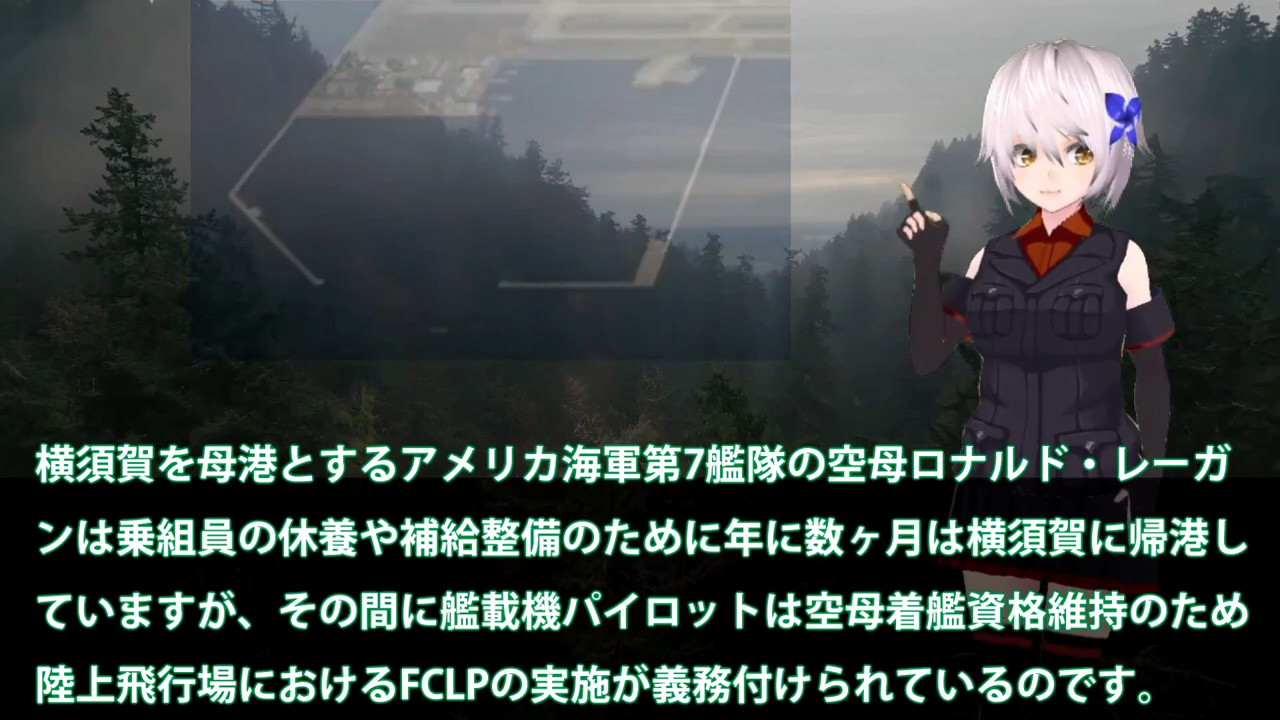 横須賀を母港とするアメリカ海軍第7艦隊の空母ロナルド・レーガ
ンは乗組員の休養や補給整備のために年に数ヶ月は横須賀に帰港し
ていますが、その間に艦載機パイロットは空母着艦資格維持のため
陸上飛行場におけるFCLPの実施が義務付けられているのです。